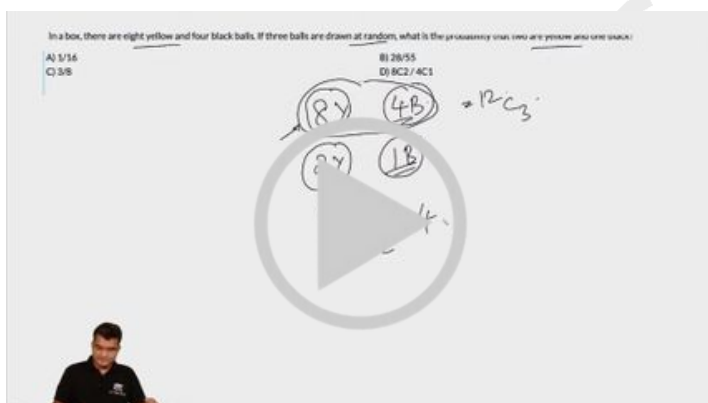 In a box, there are eight yellow and four black balls. If three balls are drawn at random, what is the probability that two are yellow and one black?
A) 1/16
B) 28/55
C) 3/8
D) 8C2 / 4C1
8Y 4B = 12C3
2Y 1B